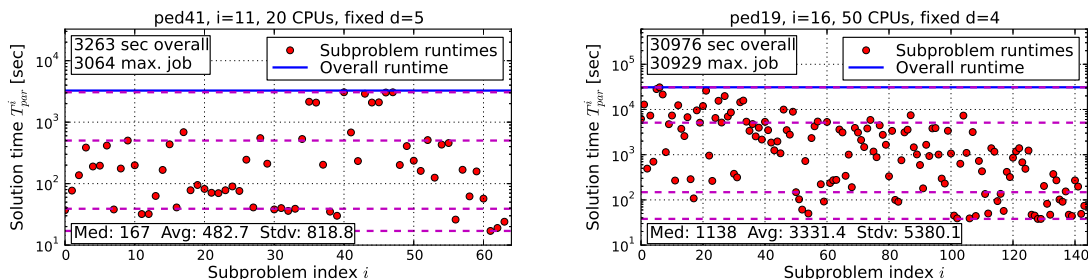 ped41, i=11, 20 CPUs, fixed d=5
Solution time T^i_par [sec]
10^4
10^3
10^2
10^1
3263 sec overall
3064 max. job
Subproblem runtimes
Overall runtime
Med: 167 Avg: 482.7 Stdv: 818.8
0 10 20 30 40 50 60
Subproblem index i
ped19, i=16, 50 CPUs, fixed d=4
Solution time T^i_par [sec]
10^5
10^4
10^3
10^2
10^1
30976 sec overall
30929 max. job
Subproblem runtimes
Overall runtime
Med: 1138 Avg: 3331.4 Stdv: 5380.1
0 20 40 60 80 100 120 140
Subproblem index i